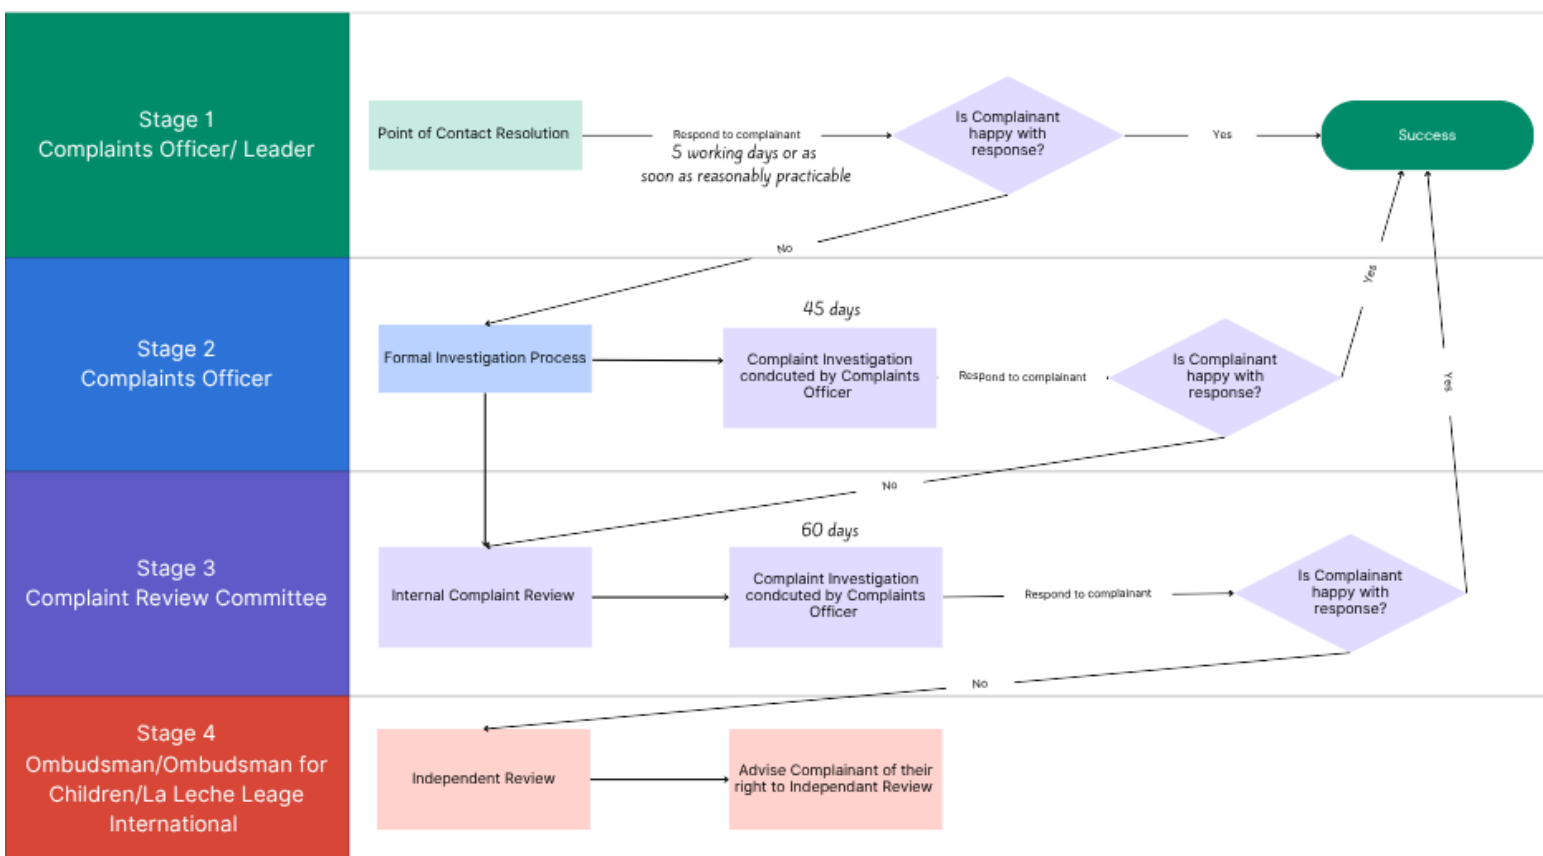 Stage 1
Complaints Officer/ Leader
Point of Contact Resolution
Respond to complainant
5 working days or as
soon as reasonably practicable
Is Complainant
happy with
response?
Yes
Success
No
Stage 2
Complaints Officer
Formal Investigation Process
45 days
Complaint Investigation
condcuted by Complaints
Officer
Respond to complainant
Is Complainant
happy with
response?
Yes
Yes
No
Stage 3
Complaint Review Committee
Internal Complaint Review
60 days
Complaint Investigation
condcuted by Complaints
Officer
Respond to complainant
Is Complainant
happy with
response?
No
Stage 4
Ombudsman/Ombudsman for
Children/La Leche Leage
International
Independent Review
Advise Complainant of their
right to Independant Review